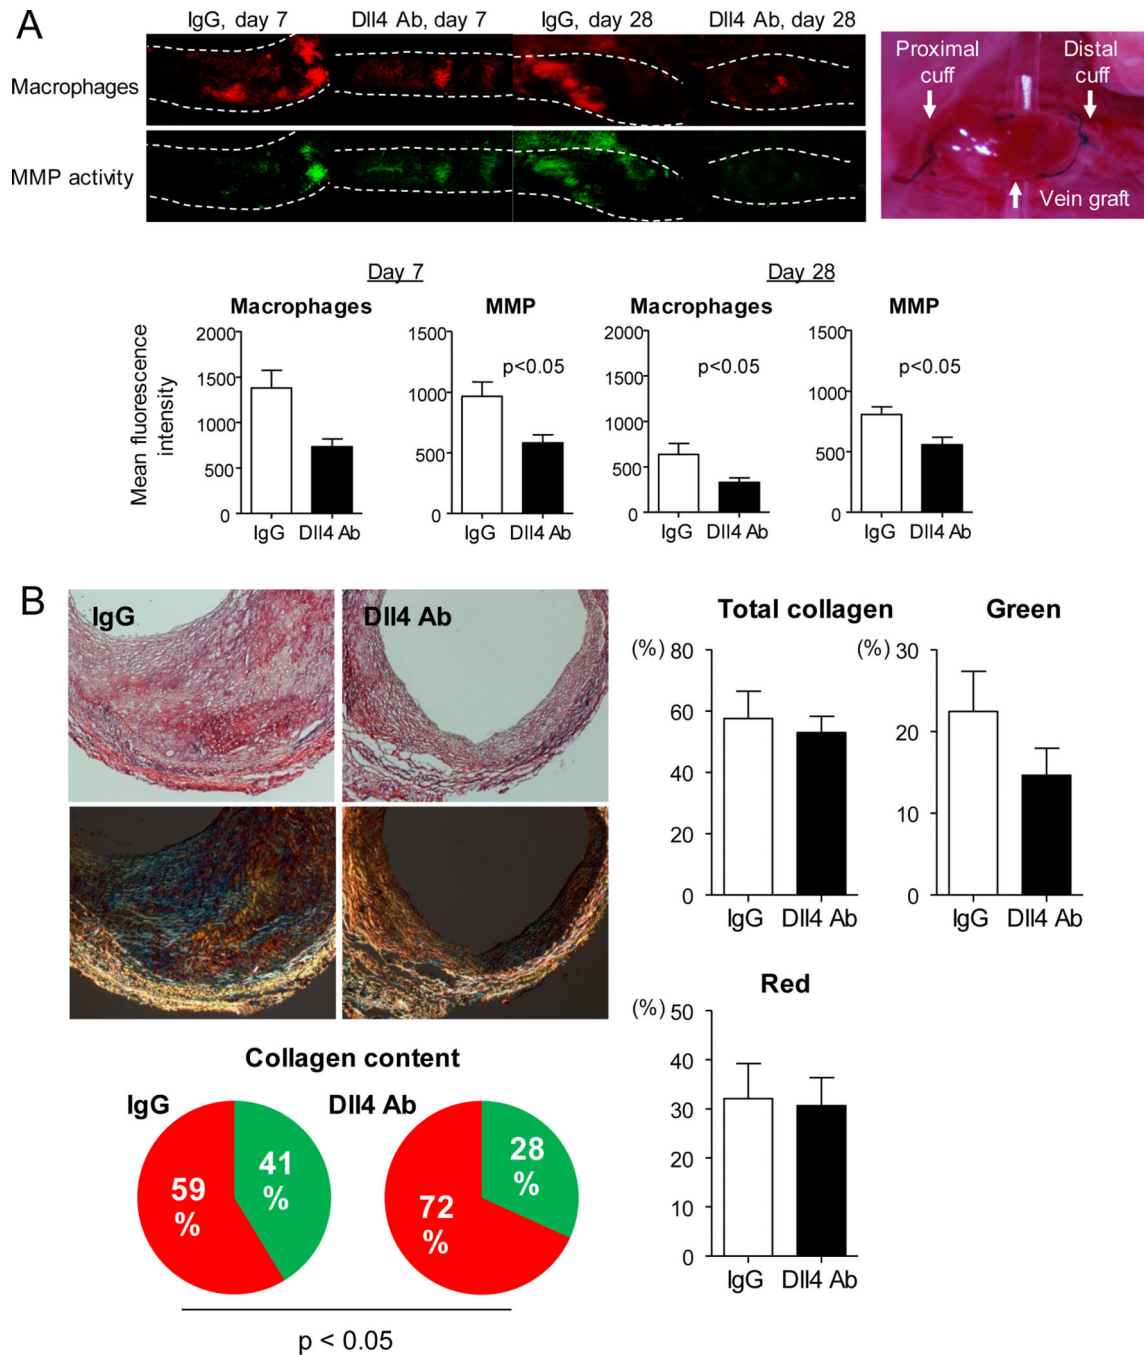 A
IgG, day 7
Dll4 Ab, day 7
IgG, day 28
Dll4 Ab, day 28
Macrophages
MMP activity
Proximal
cuff
Distal
cuff
Vein graft
Day 7
Day 28
Macrophages
MMP
Macrophages
MMP
Mean fluorescence
intensity
2000
1500
1000
500
0
IgG
Dll4 Ab
1500
1000
500
0
p<0.05
IgG
Dll4 Ab
2000
1500
1000
500
0
p<0.05
IgG
Dll4 Ab
1500
1000
500
0
p<0.05
IgG
Dll4 Ab
B
IgG
Dll4 Ab
Total collagen
(%)
80
60
40
20
0
IgG
Dll4 Ab
Green
(%)
30
20
10
0
IgG
Dll4 Ab
Red
(%)
50
40
30
20
10
0
IgG
Dll4 Ab
Collagen content
IgG
59
%
41
%
Dll4 Ab
72
%
28
%
p < 0.05